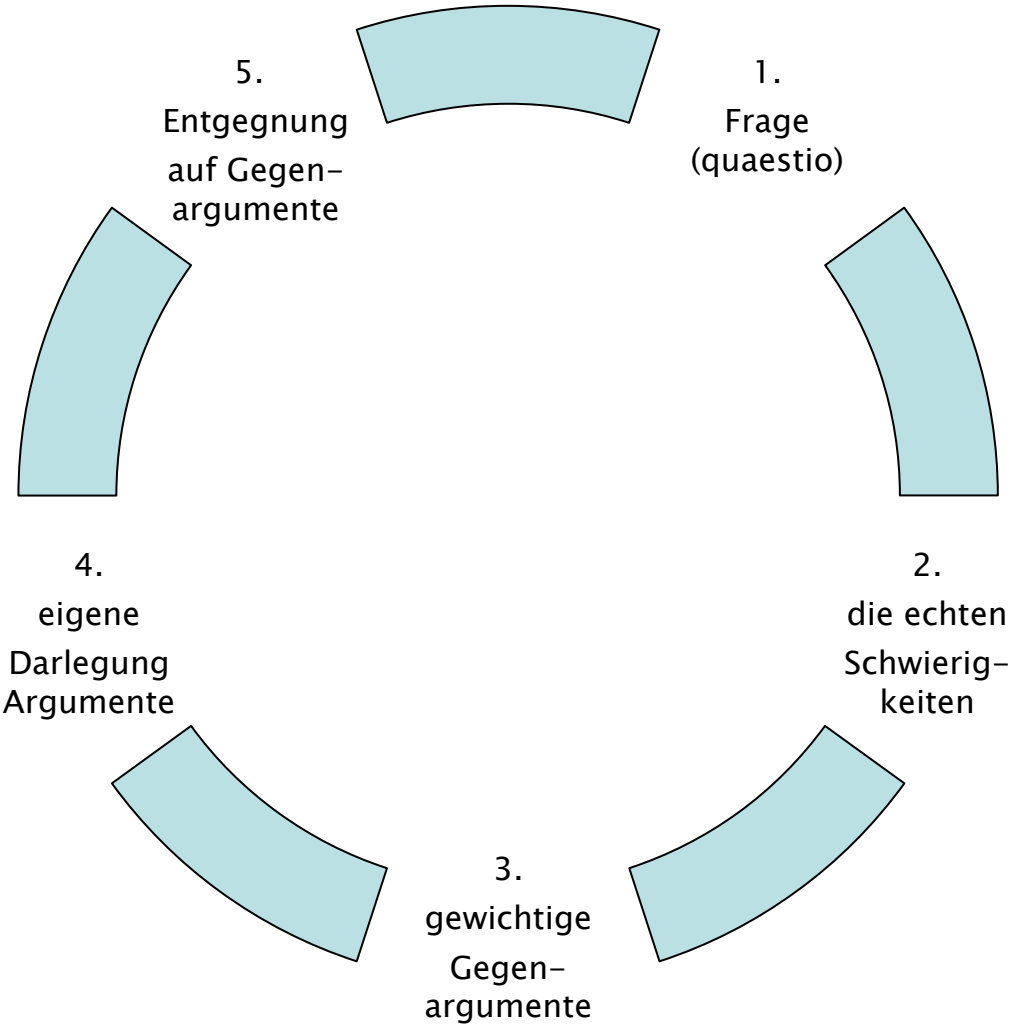 1.
Frage
(quaestio)
2.
die echten
Schwierig-
keiten
3.
gewichtige
Gegen-
argumente
4.
eigene
Darlegung
Argumente
5.
Entgegnung
auf Gegen-
argumente